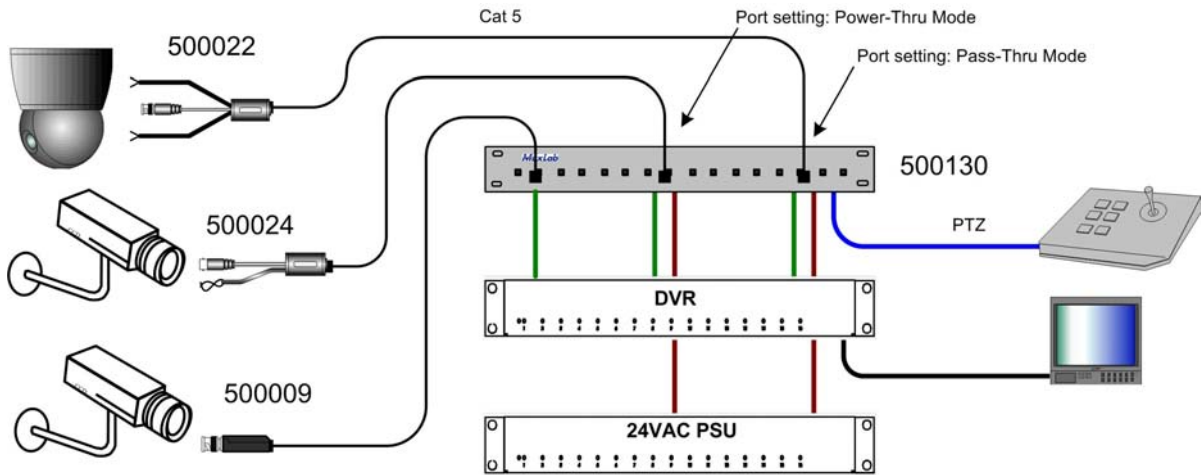 Cat 5
Port setting: Power-Thru Mode
Port setting: Pass-Thru Mode
500022
MuxLab
500130
500024
PTZ
DVR
500009
24VAC PSU